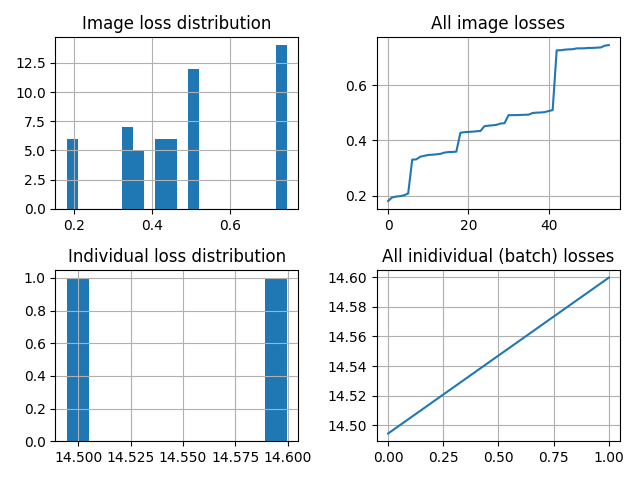 Image loss distribution
12.5
10.0
7.5
5.0
2.5
0.0
0.2 0.4 0.6
All image losses
0.6
0.4
0.2
0 20 40
Individual loss distribution
1.0
0.8
0.6
0.4
0.2
0.0
14.500 14.525 14.550 14.575 14.600
All inidividual (batch) losses
14.60
14.58
14.56
14.54
14.52
14.50
0.00 0.25 0.50 0.75 1.00